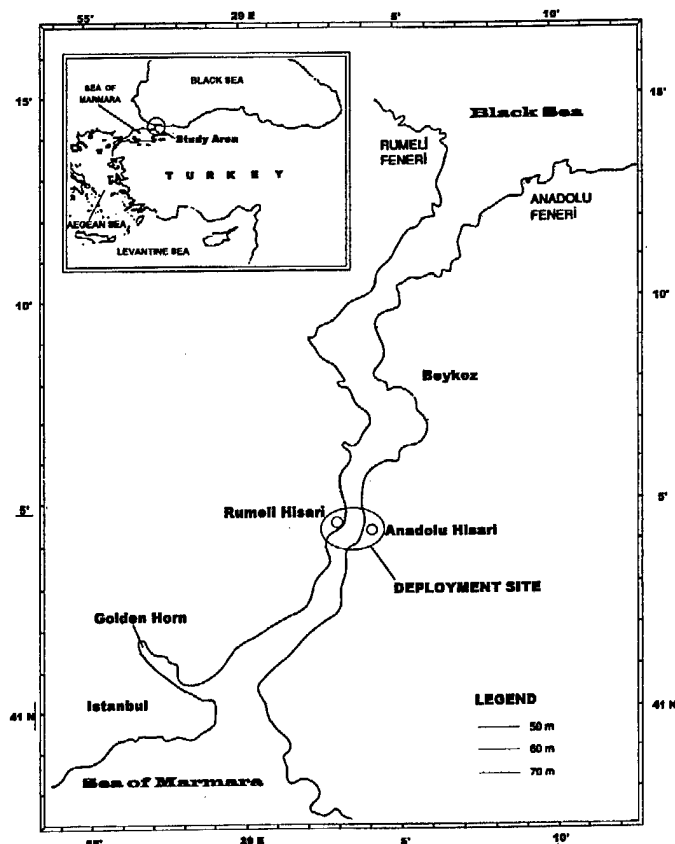 55'
29 E
5'
10'
BLACK SEA
SEA OF
MARMARA
Study Area
T U R K E Y
AEGEAN SEA
LEVANTINE SEA
15'
15'
Black Sea
RUMELİ
FENERİ
ANADOLU
FENERİ
10'
10'
Beykoz
5'
5'
Rumeli Hisari
Anadolu Hisari
DEPLOYMENT SITE
Golden Horn
Istanbul
41 N
41 N
LEGEND
50 m
60 m
70 m
Sea of Marmara
55'
29 E
5'
10'